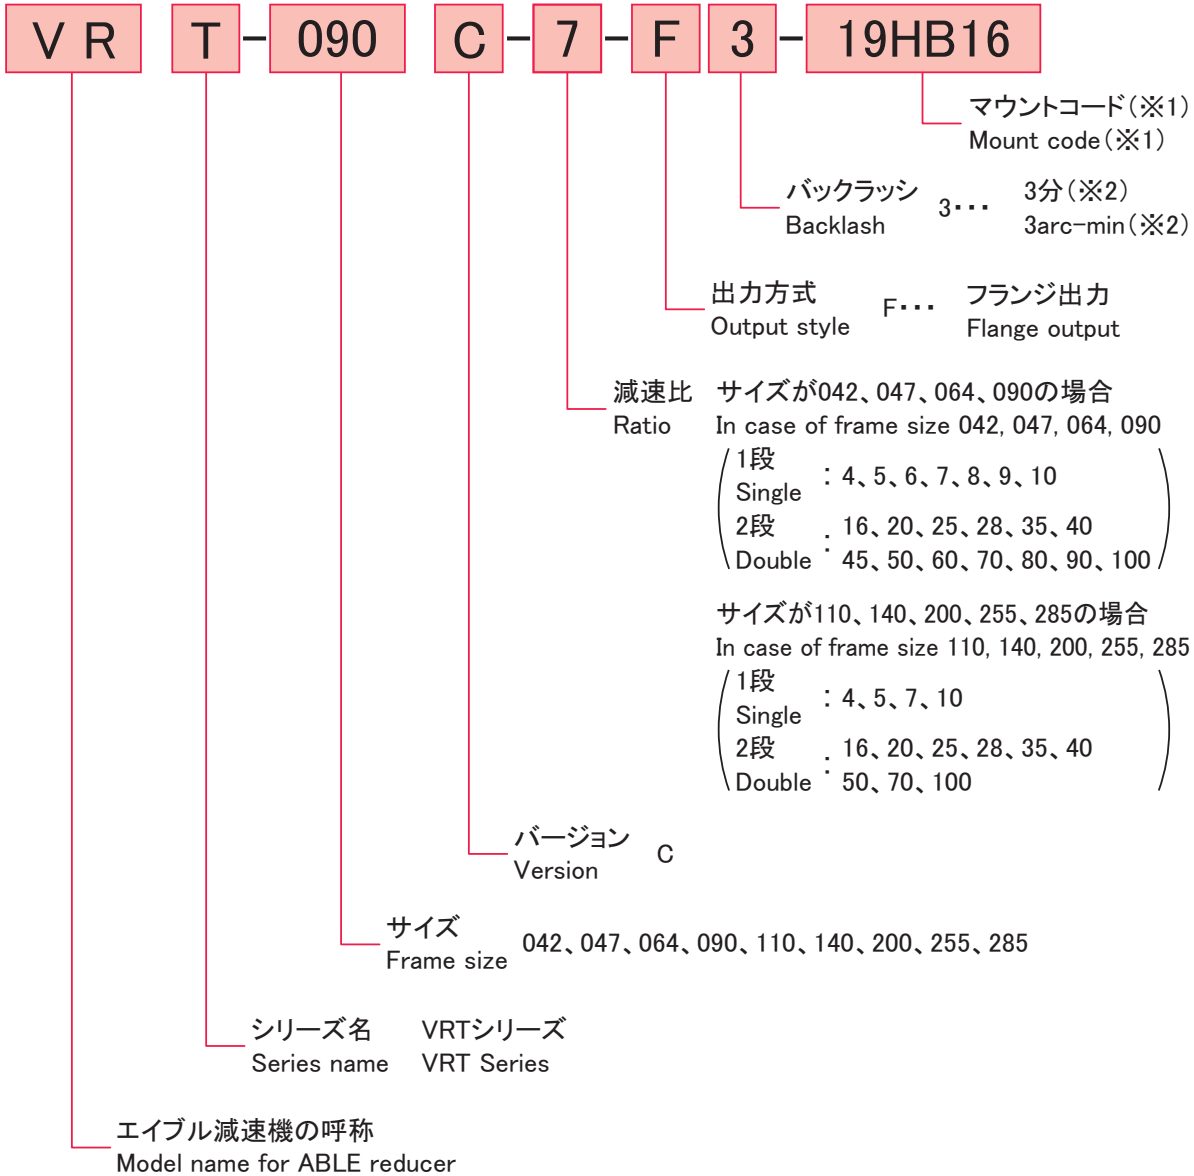 VR T-090 C-7-F 3-19HB16
マウントコード(※1)
Mount code(※1)
バックラッシ 3･･･ 3分(※2)
Backlash 3arc-min(※2)
出力方式 F･･･ フランジ出力
Output style Flange output
減速比 サイズが042、047、064、090の場合
Ratio In case of frame size 042, 047, 064, 090
1段
Single : 4、5、6、7、8、9、10
2段 16、20、25、28、35、40
Double : 45、50、60、70、80、90、100
サイズが110、140、200、255、285の場合
In case of frame size 110, 140, 200, 255, 285
1段
Single : 4、5、7、10
2段 16、20、25、28、35、40
Double : 50、70、100
バージョン C
Version
サイズ
Frame size 042、047、064、090、110、140、200、255、285
シリーズ名 VRTシリーズ
Series name VRT Series
エイブル減速機の呼称
Model name for ABLE reducer